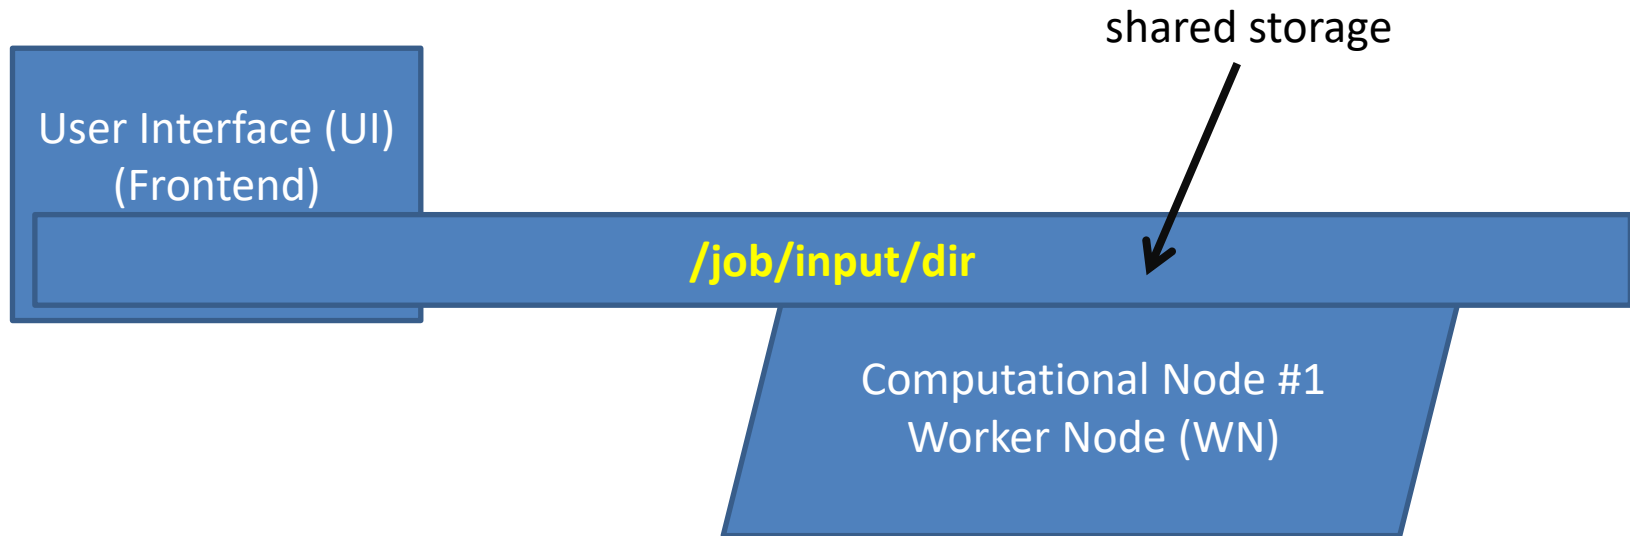 shared storage
User Interface (UI)
(Frontend)
/job/input/dir
Computational Node #1
Worker Node (WN)